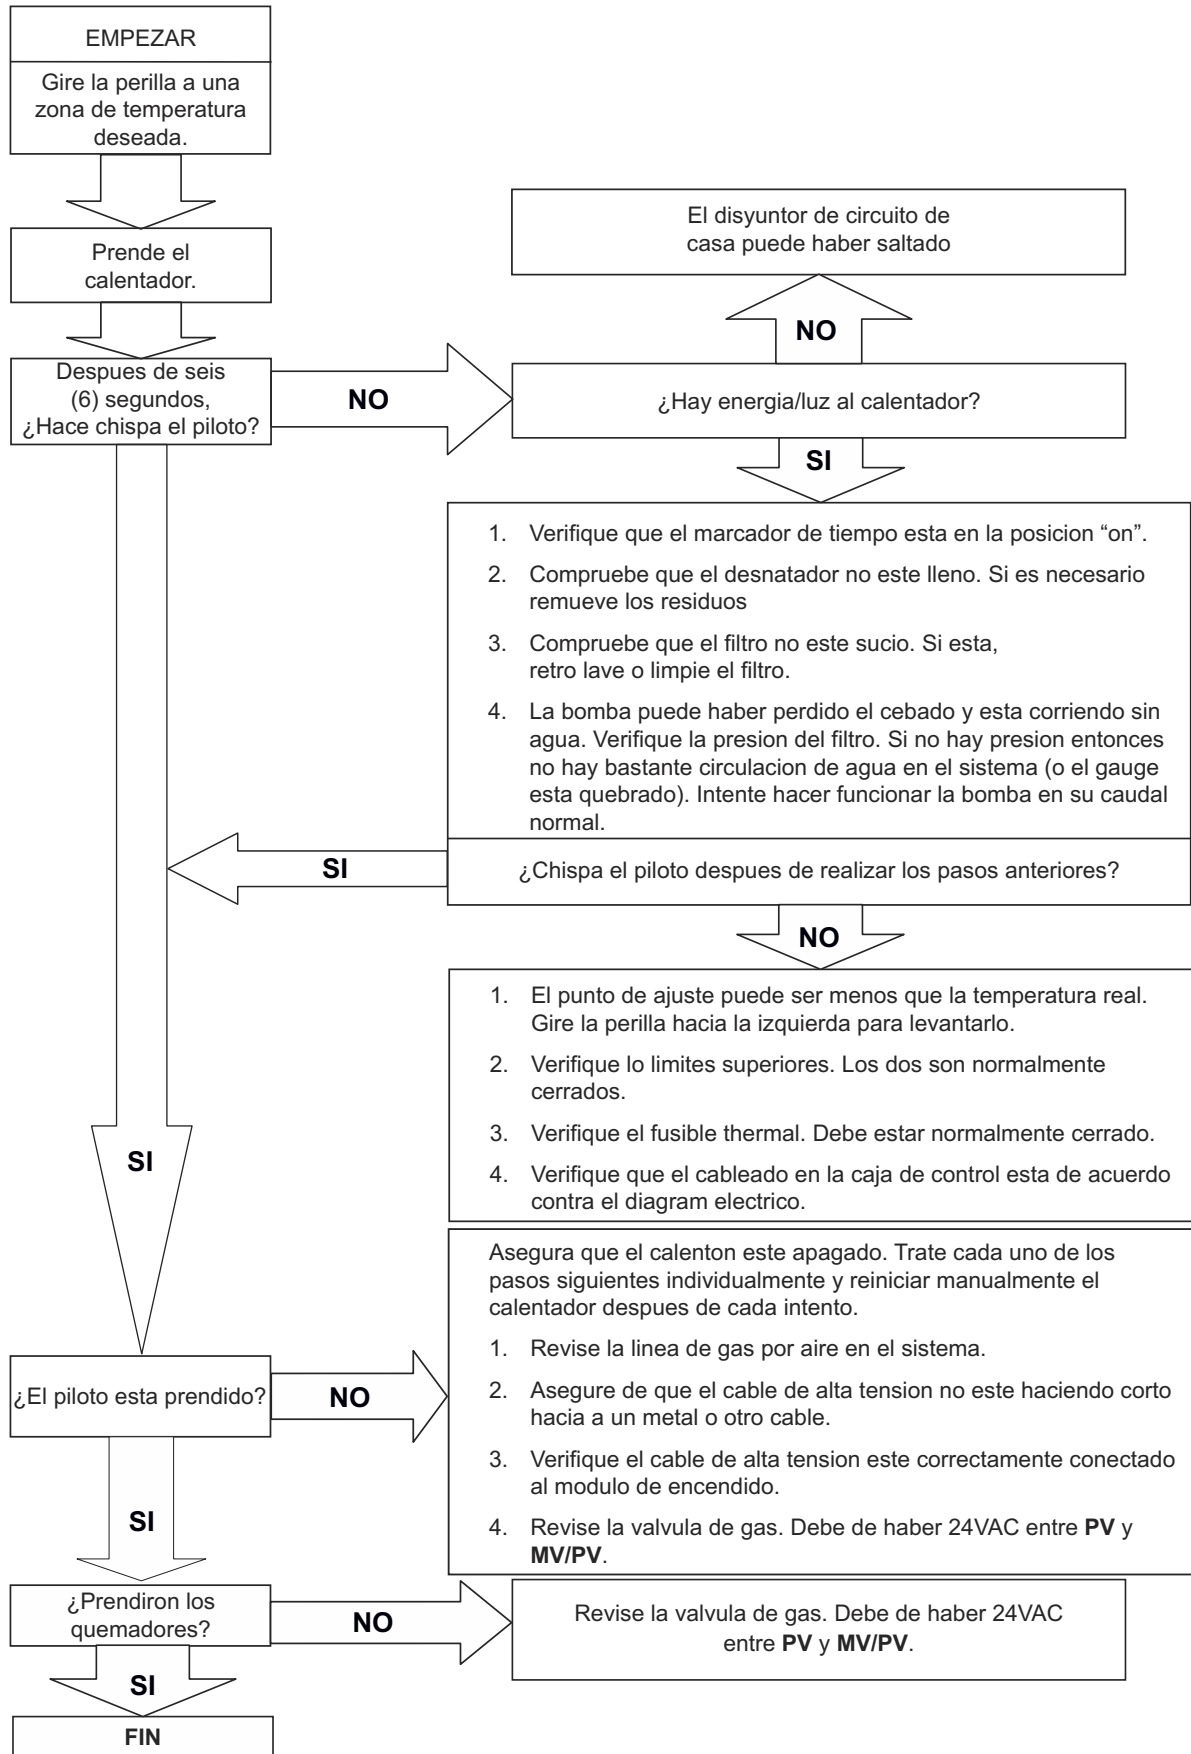 EMPEZAR
Gire la perilla a una
zona de temperatura
deseada.
Prende el
calentador.
El disyuntor de circuito de
casa puede haber saltado
NO
Despues de seis
(6) segundos,
¿Hace chispa el piloto?
NO
¿Hay energia/luz al calentador?
SI
1. Verifique que el marcador de tiempo esta en la posicion “on”.
2. Compruebe que el desnatador no este lleno. Si es necesario
remueve los residuos
3. Compruebe que el filtro no este sucio. Si esta,
retro lave o limpie el filtro.
4. La bomba puede haber perdido el cebado y esta corriendo sin
agua. Verifique la presion del filtro. Si no hay presion entonces
no hay bastante circulacion de agua en el sistema (o el gauge
esta quebrado). Intente hacer funcionar la bomba en su caudal
normal.
SI
¿Chispa el piloto despues de realizar los pasos anteriores?
NO
1. El punto de ajuste puede ser menos que la temperatura real.
Gire la perilla hacia la izquierda para levantarlo.
2. Verifique lo limites superiores. Los dos son normalmente
cerrados.
3. Verifique el fusible thermal. Debe estar normalmente cerrado.
4. Verifique que el cableado en la caja de control esta de acuerdo
contra el diagram electrico.
SI
Asegura que el calenton este apagado. Trate cada uno de los
pasos siguientes individualmente y reiniciar manualmente el
calentador despues de cada intento.
1. Revise la linea de gas por aire en el sistema.
2. Asegure de que el cable de alta tension no este haciendo corto
hacia a un metal o otro cable.
3. Verifique el cable de alta tension este correctamente conectado
al modulo de encendido.
4. Revise la valvula de gas. Debe de haber 24VAC entre PV y
MV/PV.
¿El piloto esta prendido?
NO
SI
¿Prendiron los
quemadores?
NO
Revise la valvula de gas. Debe de haber 24VAC
entre PV y MV/PV.
SI
FIN